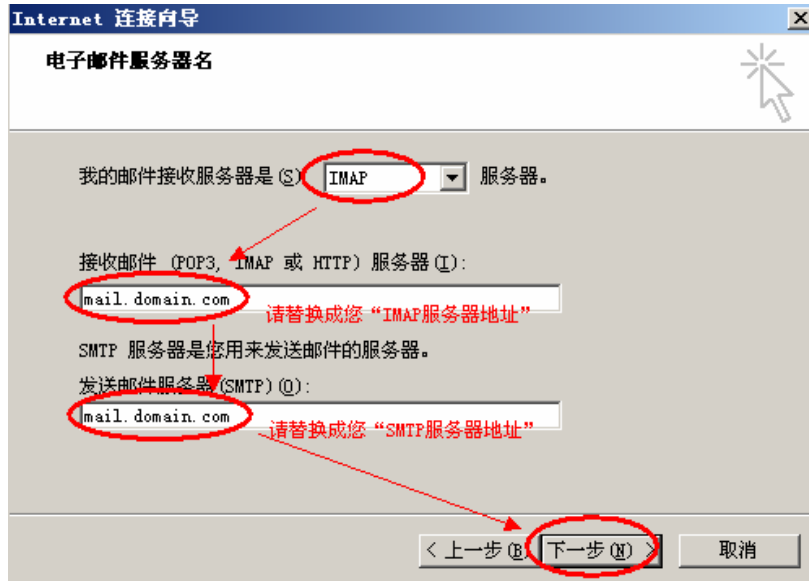 Internet 连接向导
电子邮件服务器名
我的邮件接收服务器是(S) IMAP 服务器。
接收邮件 (POP3, IMAP 或 HTTP) 服务器(I):
mail.domain.com
请替换成您“IMAP服务器地址”
SMTP 服务器是您用来发送邮件的服务器。
发送邮件服务器(SMTP)(O):
mail.domain.com
请替换成您“SMTP服务器地址”
< 上一步(B) 下一步(N) > 取消